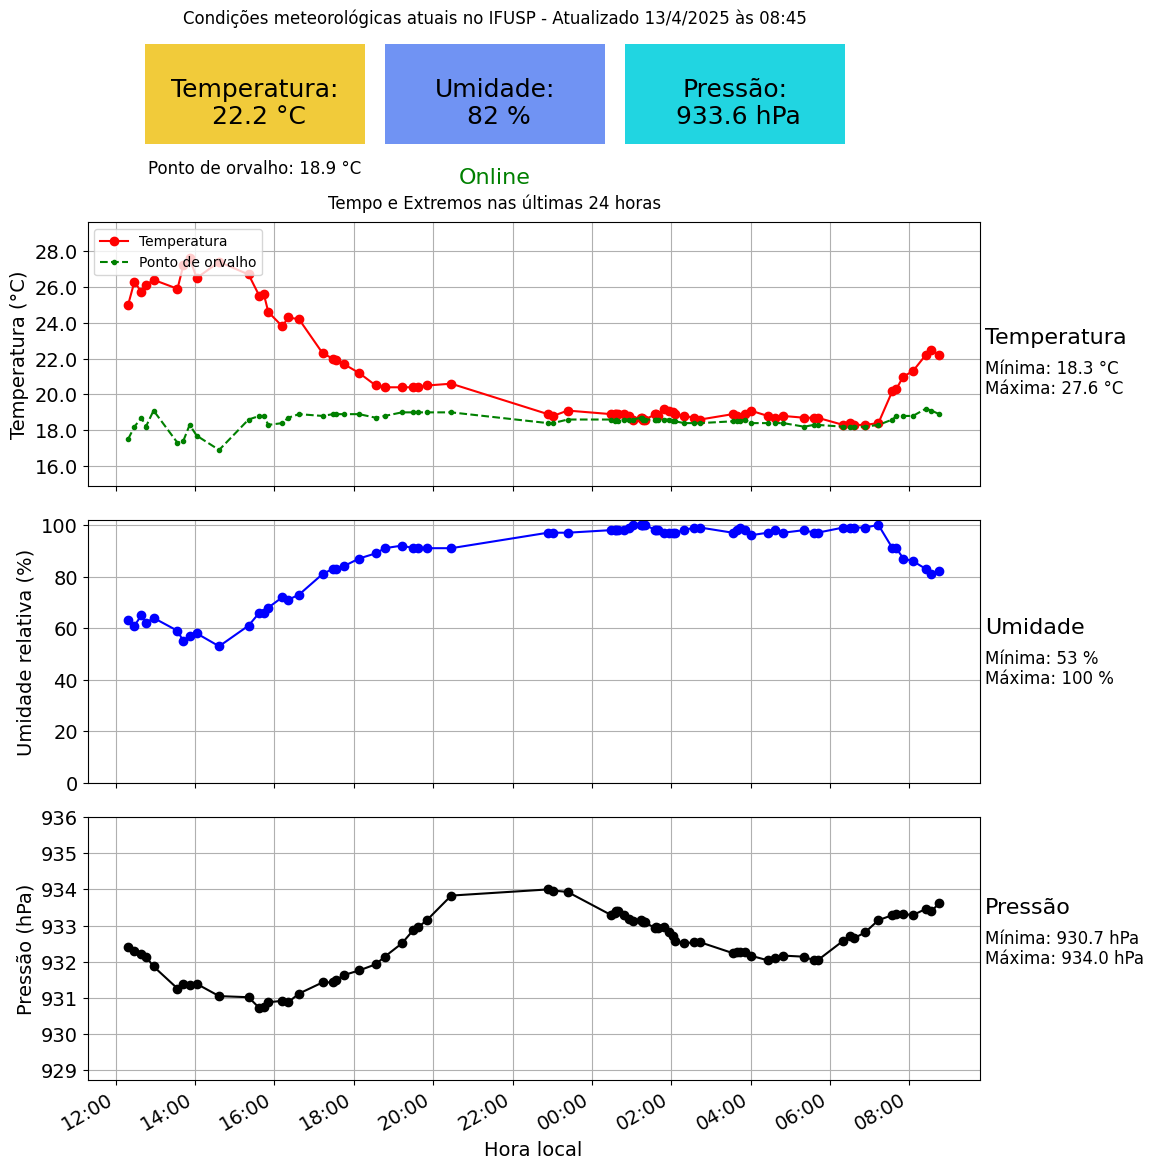 Condições meteorológicas atuais no IFUSP - Atualizado 13/4/2025 às 08:45
Temperatura:
22.2 °C
Umidade:
82 %
Pressão:
933.6 hPa
Ponto de orvalho: 18.9 °C
Online
Tempo e Extremos nas últimas 24 horas
Temperatura
Ponto de orvalho
Temperatura (°C)
28.0
26.0
24.0
22.0
20.0
18.0
16.0
Temperatura
Mínima: 18.3 °C
Máxima: 27.6 °C
Umidade relativa (%)
100
80
60
40
20
0
Umidade
Mínima: 53 %
Máxima: 100 %
Pressão (hPa)
936
935
934
933
932
931
930
929
Pressão
Mínima: 930.7 hPa
Máxima: 934.0 hPa
12:00 14:00 16:00 18:00 20:00 22:00 00:00 02:00 04:00 06:00 08:00
Hora local